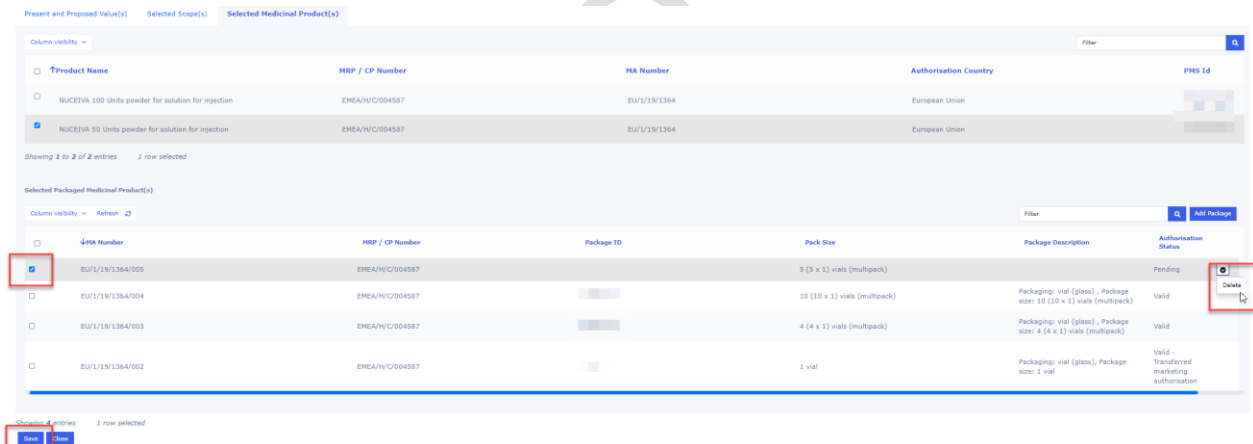 Present and Proposed Value(s) Selected Scope(s) Selected Medicinal Product(s)
Column visibility Filter
Product Name MRP / CP Number MA Number Authorisation Country PMS Id
NUCEIVA 100 Units powder for solution for injection EMEA/H/C/004587 EU/1/19/1364 European Union
NUCEIVA 50 Units powder for solution for injection EMEA/H/C/004587 EU/1/19/1364 European Union
Showing 1 to 2 of 2 entries 1 row selected
Selected Packaged Medicinal Product(s)
Column visibility Refresh Filter Add Package
MA Number MRP / CP Number Package ID Pack Size Package Description Authorisation
Status
EU/1/19/1364/005 EMEA/H/C/004587 5 (5 x 1) vials (multipack) Pending
Delete
EU/1/19/1364/004 EMEA/H/C/004587 10 (10 x 1) vials (multipack) Packaging: vial (glass) , Package
size: 10 (10 x 1) vials (multipack) Valid
EU/1/19/1364/003 EMEA/H/C/004587 4 (4 x 1) vials (multipack) Packaging: vial (glass) , Package
size: 4 (4 x 1) vials (multipack) Valid
EU/1/19/1364/002 EMEA/H/C/004587 1 vial Packaging: vial (glass), Package
size: 1 vial Valid -
Transferred
marketing
authorisation
Showing 4 entries 1 row selected
Save Close